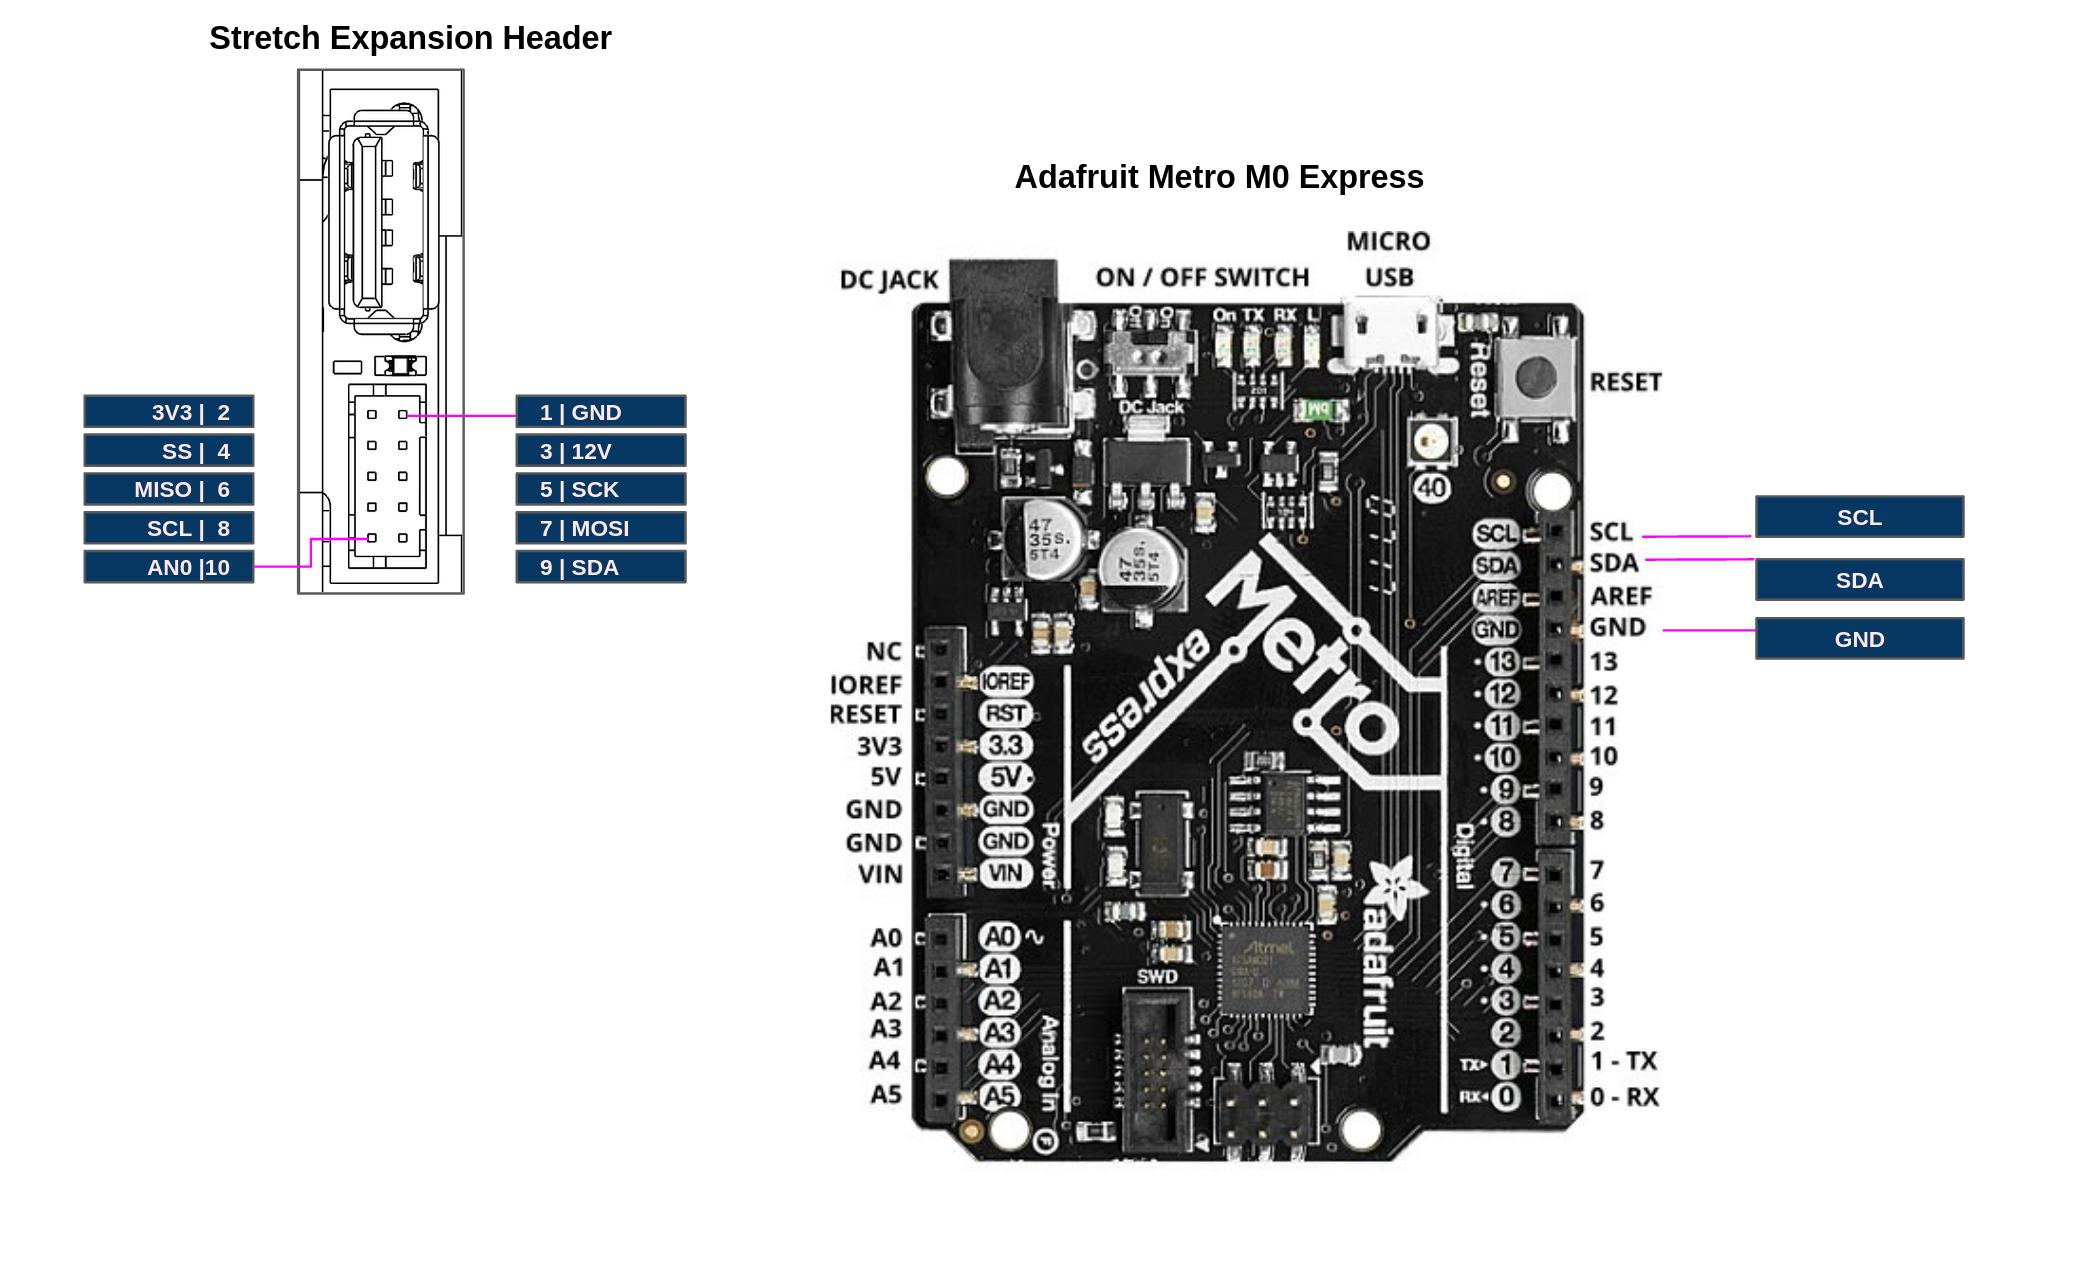 Stretch Expansion Header
3V3 | 2
SS | 4
MISO | 6
SCL | 8
AN0 |10
1 | GND
3 | 12V
5 | SCK
7 | MOSI
9 | SDA
Adafruit Metro M0 Express
DC JACK
ON / OFF SWITCH
MICRO
USB
RESET
On TX RX L
DC Jack
Reset
40
47
35S.
5T4
47
35S.
5T4
Metro
express
SCL
SDA
AREF
GND
13
12
11
10
9
8
7
6
5
4
3
2
TX 1
RX 0
SCL
SDA
AREF
GND
13
12
11
10
9
8
7
6
5
4
3
2
1 - TX
0 - RX
SCL
SDA
GND
NC
IOREF
RESET
3V3
5V
GND
GND
VIN
IOREF
RST
3.3
5V
GND
GND
VIN
Power
Digital
A0
A1
A2
A3
A4
A5
A0
A1
A2
A3
A4
A5
Analog In
SWD
Atmel
adafruit